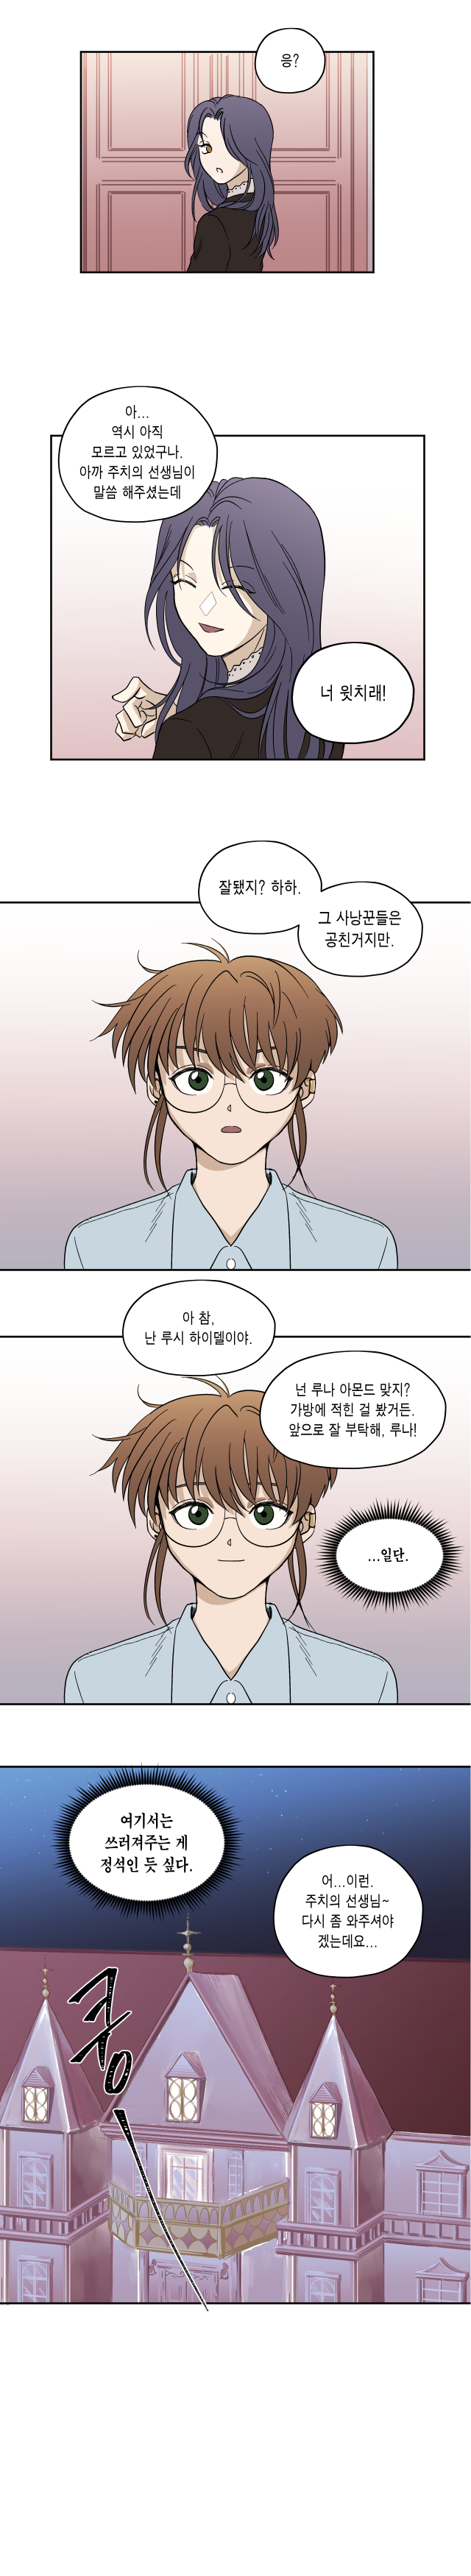 응?
아...
역시 아직
모르고 있었구나.
아까 주치의 선생님이
말씀 해주셨는데
너 윗치래!
잘됐지? 하하.
그 사냥꾼들은
공친거지만.
아 참,
난 루시 하이델이야.
넌 루나 아몬드 맞지?
가방에 적힌 걸 봤거든.
앞으로 잘 부탁해, 루나!
...일단.
여기서는
쓰러져주는 게
정석인 듯 싶다.
어...이런.
주치의 선생님~
다시 좀 와주셔야
겠는데요...
쿵